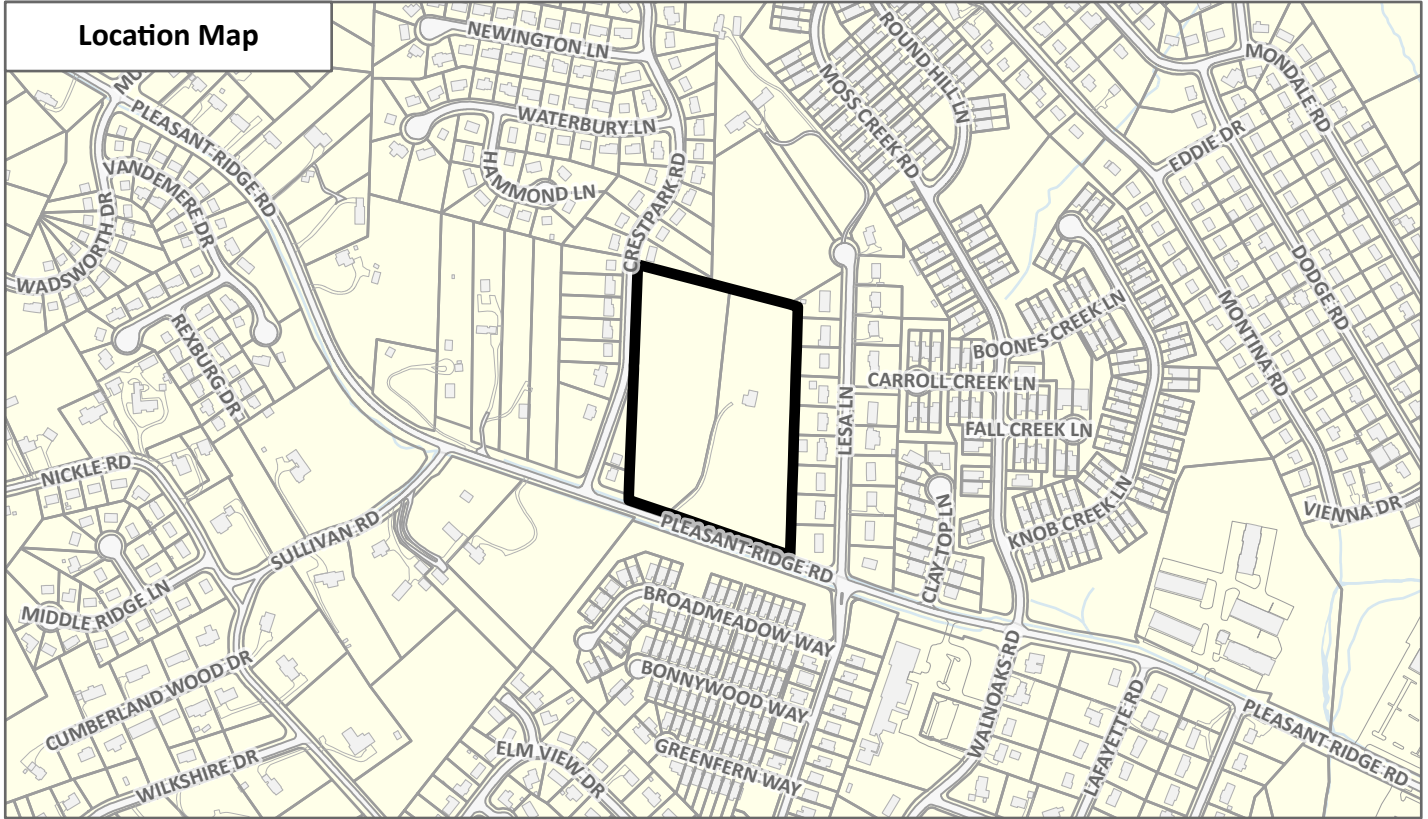 Location Map
NEWINGTON LN
ROUND HILL LN
MONDALE RD
MU
PLEASANT RIDGE RD
WATERBURY LN
MOSS CREEK RD
EDDIE DR
VANDEMERE DR
HAMMOND LN
CRESTPARK RD
WADSWORTH DR
DODGE RD
REXBURG DR
BOONES CREEK LN
MONTINA RD
CARROLL CREEK LN
LESA LN
FALL CREEK LN
NICKLE RD
KNOB CREEK LN
VIENNA DR
SULLIVAN RD
PLEASANT RIDGE RD
CLAY TOP LN
MIDDLE RIDGE LN
BROADMEADOW WAY
BONNYWOOD WAY
WALNOAKS RD
CUMBERLAND WOOD DR
LAFAYETTE RD
PLEASANT RIDGE RD
ELM VIEW DR
GREENFERN WAY
WILKSHIRE DR